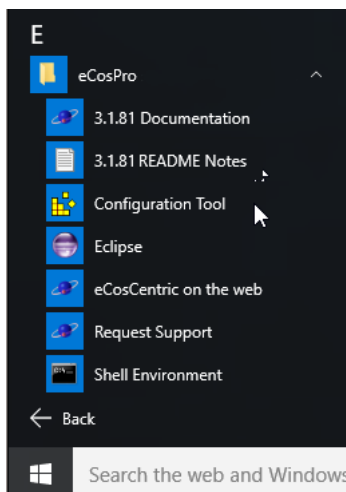 E
eCosPro
3.1.81 Documentation
3.1.81 README Notes
Configuration Tool
Eclipse
eCosCentric on the web
Request Support
Shell Environment
Back
Search the web and Windows